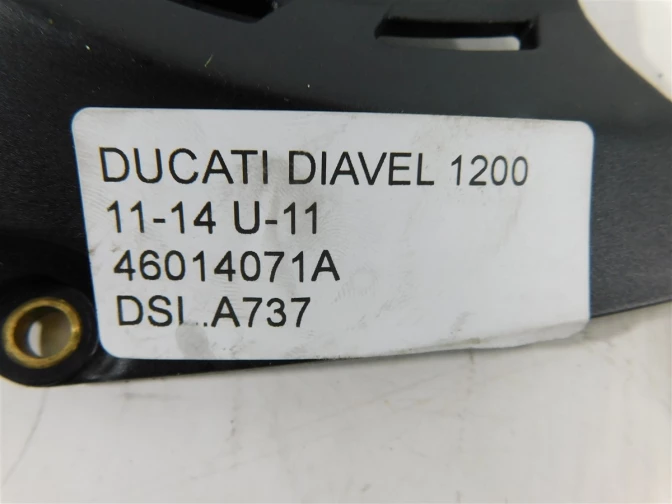 DUCATI DIAVEL 1200
11-14 U-11
46014071A
DSL..A737